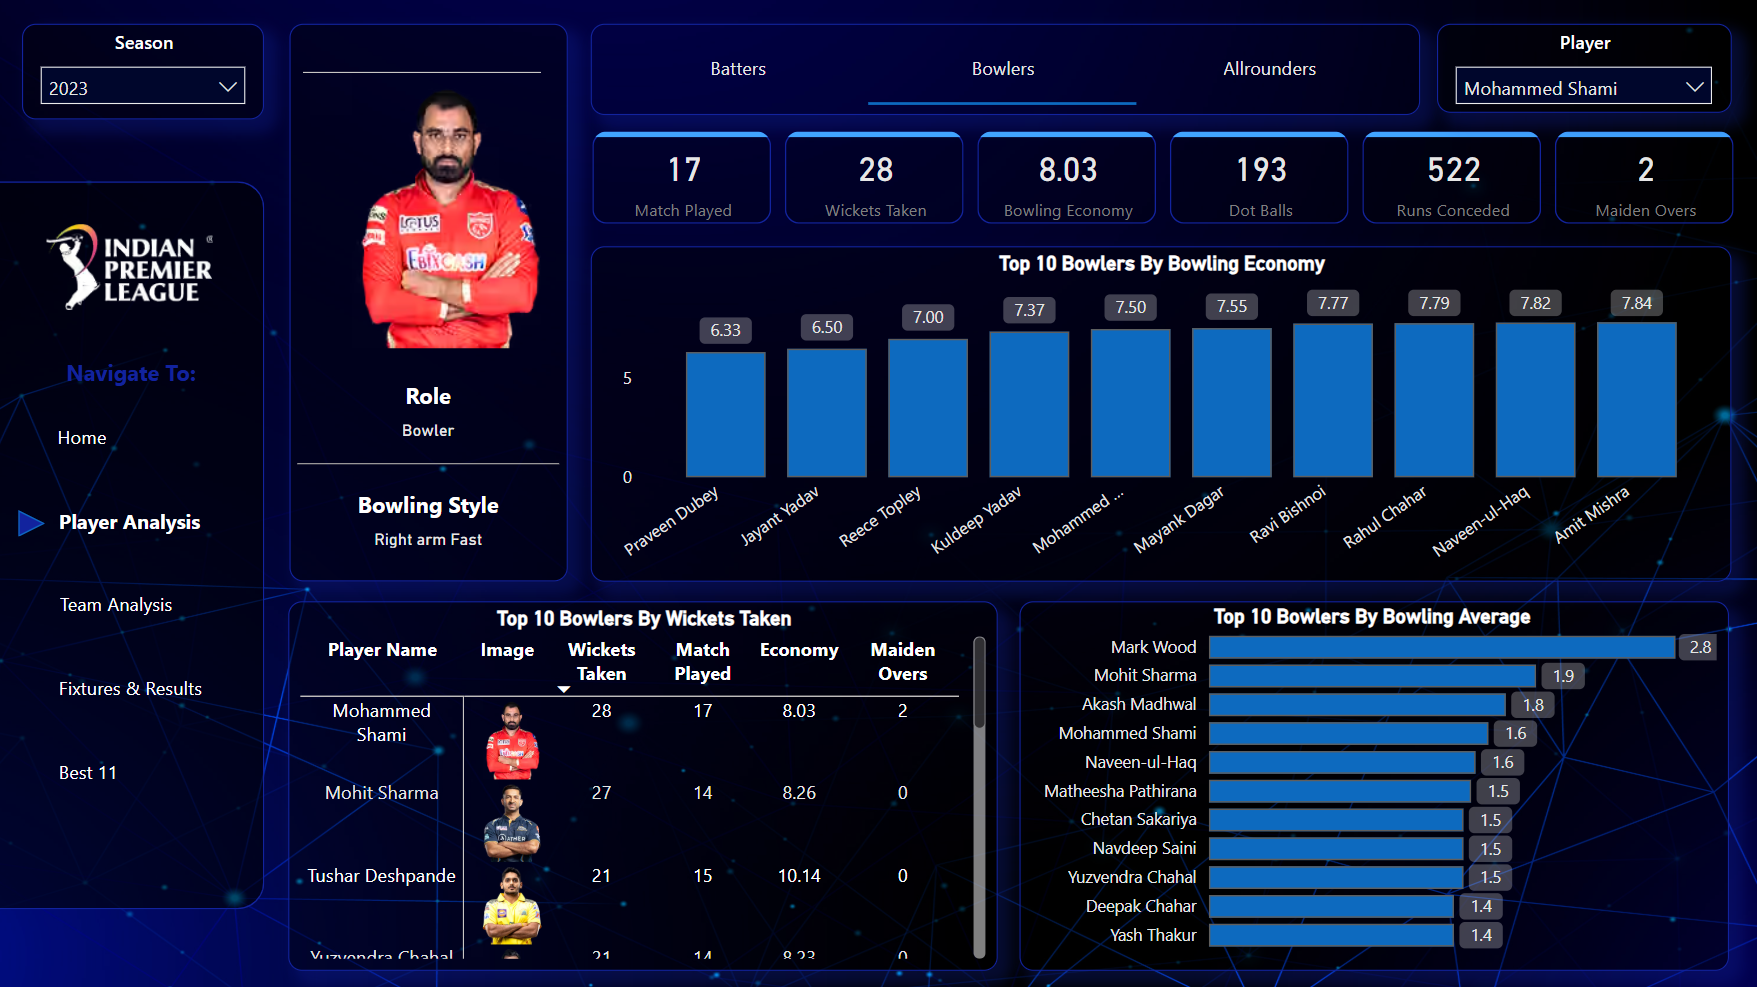 Season
2023
Batters
Bowlers
Allrounders
Player
Mohammed Shami
17
Match Played
28
Wickets Taken
8.03
Bowling Economy
193
Dot Balls
522
Runs Conceded
2
Maiden Overs
INDIAN
PREMIER
LEAGUE
Navigate To:
Home
Player Analysis
Team Analysis
Fixtures & Results
Best 11
LOTUS
EBIXCASH
Role
Bowler
Bowling Style
Right arm Fast
Top 10 Bowlers By Bowling Economy
6.33
6.50
7.00
7.37
7.50
7.55
7.77
7.79
7.82
7.84
5
0
Praveen Dubey
Jayant Yadav
Reece Topley
Kuldeep Yadav
Mohammed ...
Mayank Dagar
Ravi Bishnoi
Rahul Chahar
Naveen-ul-Haq
Amit Mishra
Top 10 Bowlers By Wickets Taken
Player Name Image Wickets Taken Match Played Economy Maiden Overs
Mohammed Shami 28 17 8.03 2
Mohit Sharma 27 14 8.26 0
Tushar Deshpande 21 15 10.14 0
Yuzvendra Chahal 21 14 8.23 0
Top 10 Bowlers By Bowling Average
Mark Wood 2.8
Mohit Sharma 1.9
Akash Madhwal 1.8
Mohammed Shami 1.6
Naveen-ul-Haq 1.6
Matheesha Pathirana 1.5
Chetan Sakariya 1.5
Navdeep Saini 1.5
Yuzvendra Chahal 1.5
Deepak Chahar 1.4
Yash Thakur 1.4